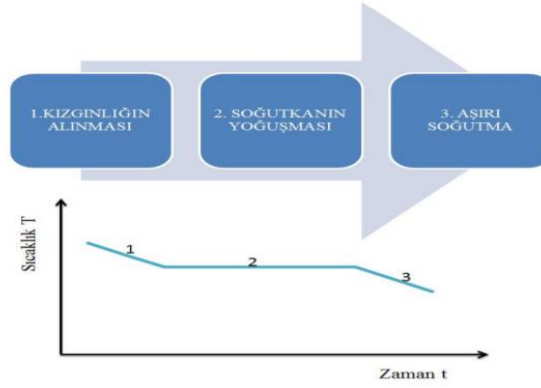 1.KIZGINLIĞIN
ALINMASI
2. SOĞUTKANIN
YOĞUŞMASI
3. AŞIRI
SOĞUTMA
Sıcaklık T
1
2
3
Zaman t